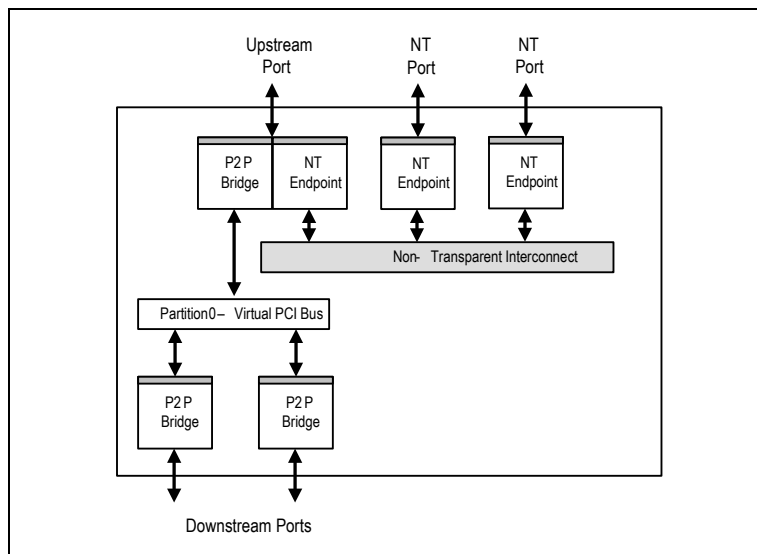 Upstream
Port
NT
Port
NT
Port
P2P
Bridge
NT
Endpoint
NT
Endpoint
NT
Endpoint
Non- Transparent Interconnect
Partition0 – Virtual PCI Bus
P2P
Bridge
P2P
Bridge
Downstream Ports